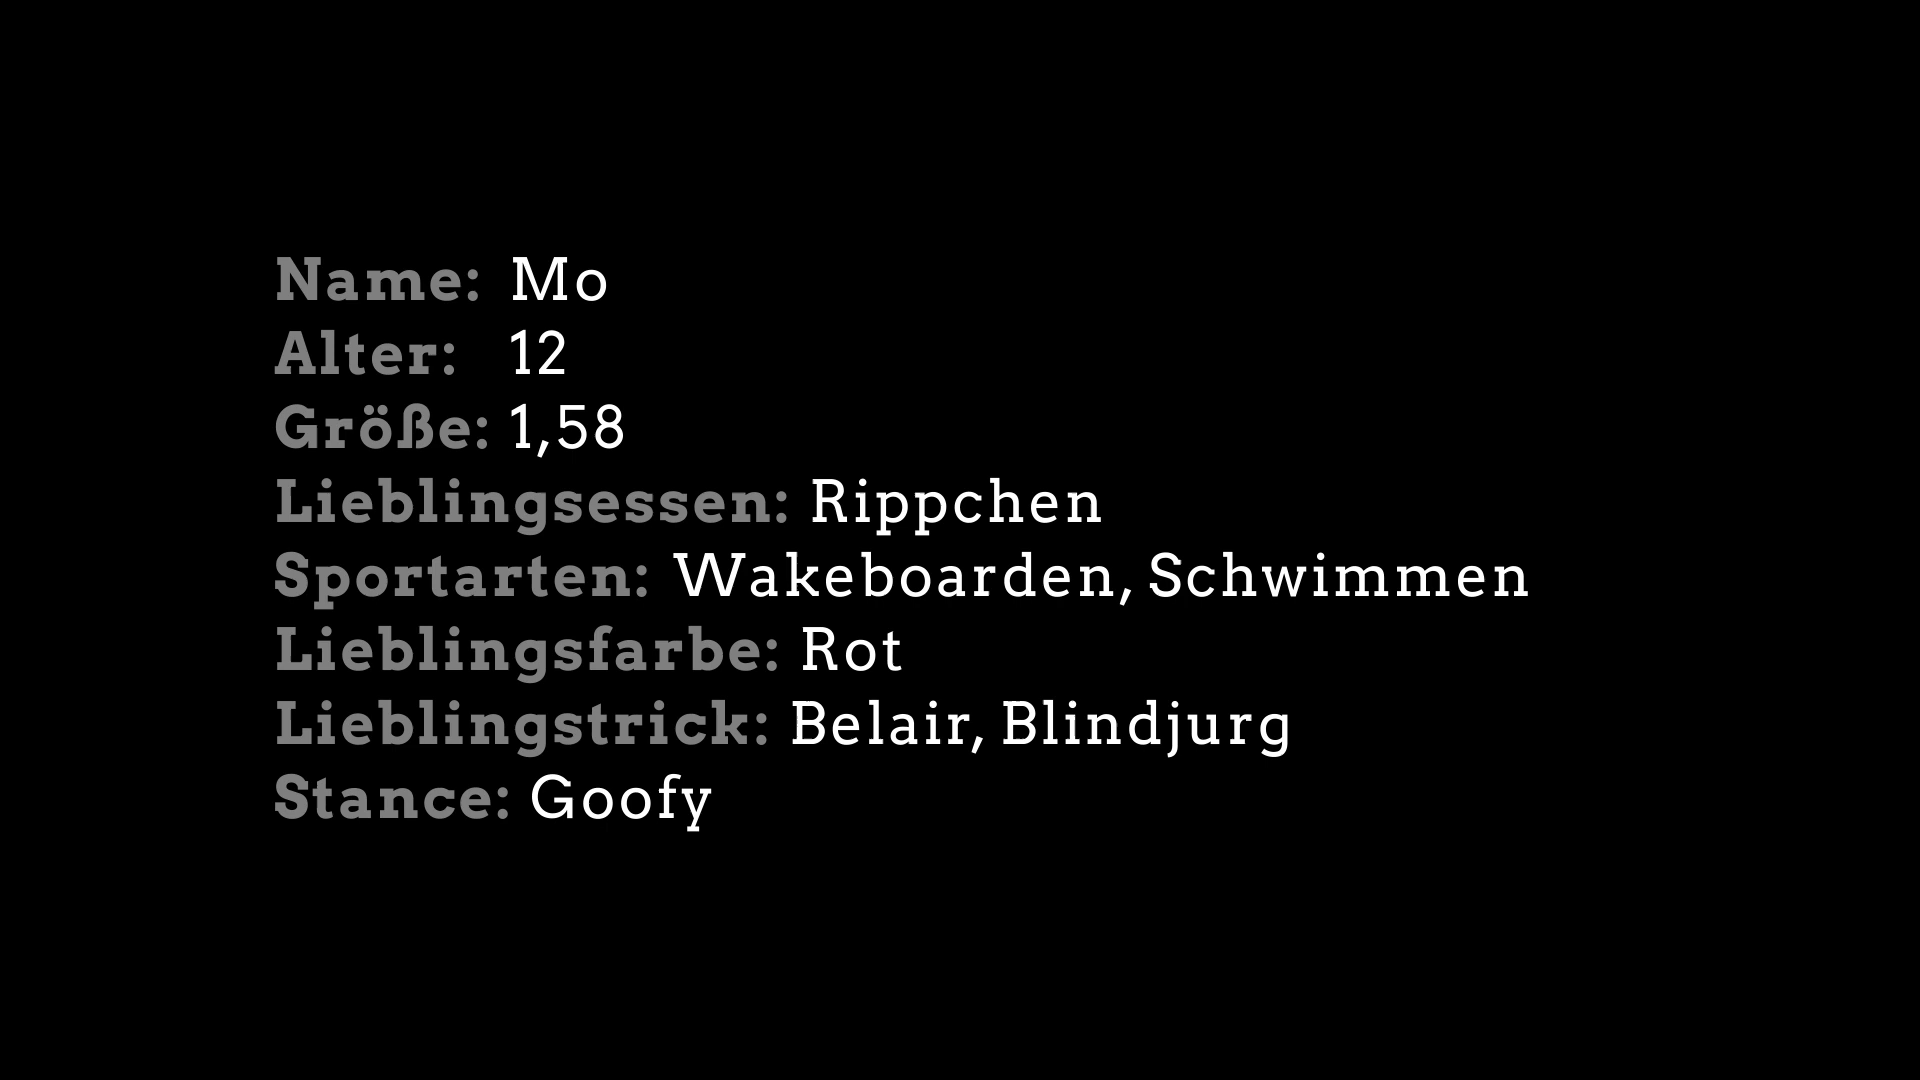 Name: Mo
Alter: 12
Größe: 1,58
Lieblingsessen: Rippchen
Sportarten: Wakeboarden, Schwimmen
Lieblingsfarbe: Rot
Lieblingstrick: Belair, Blindjurg
Stance: Goofy